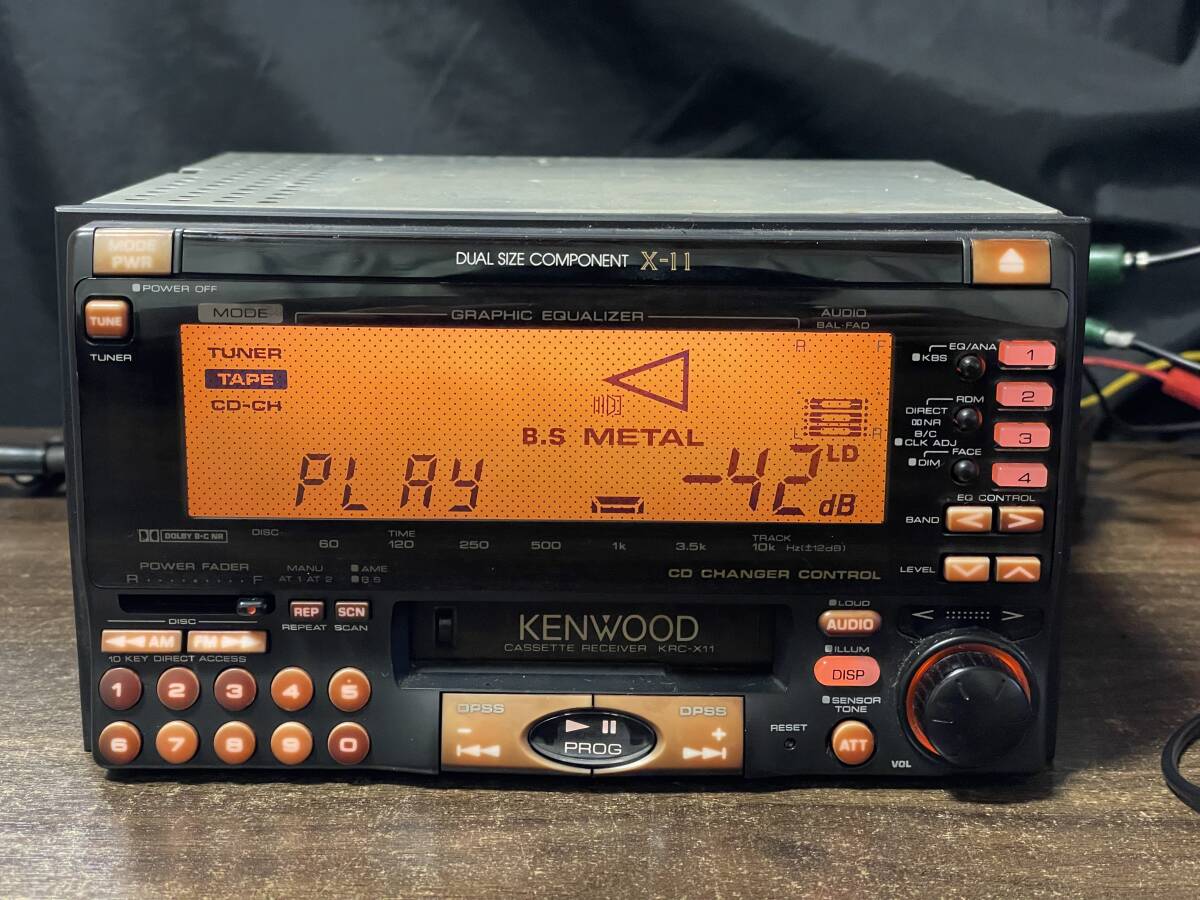 MODE
PWR
DUAL SIZE COMPONENT X-11
POWER OFF
TUNE
TUNER
MODE
GRAPHIC EQUALIZER
AUDIO
BAL-FAD
R F
TUNER
TAPE
CD-CH
B.S METAL
L R
PLAY
-42 LD
dB
EQ/ANA
KBS
1
RDM
2
DIRECT
NR
B/C
3
CLK ADJ
FACE
DIM
4
EQ CONTROL
BAND < >
LEVEL
DOLBY B-C NR
DISC
TIME
TRACK
60 120 250 500 1k 3.5k 10k Hz(±12dB)
POWER FADER
R F
MANU
AT 1 AT 2
AME
B.S
CD CHANGER CONTROL
DISC
REP SCN
REPEAT SCAN
AM FM
10 KEY DIRECT ACCESS
1 2 3 4 5
6 7 8 9 0
KENWOOD
CASSETTE RECEIVER KRC-X11
DPSS DPSS
- +
PROG
LOUD
AUDIO
ILLUM
DISP
SENSOR
TONE
RESET
ATT
VOL
< >